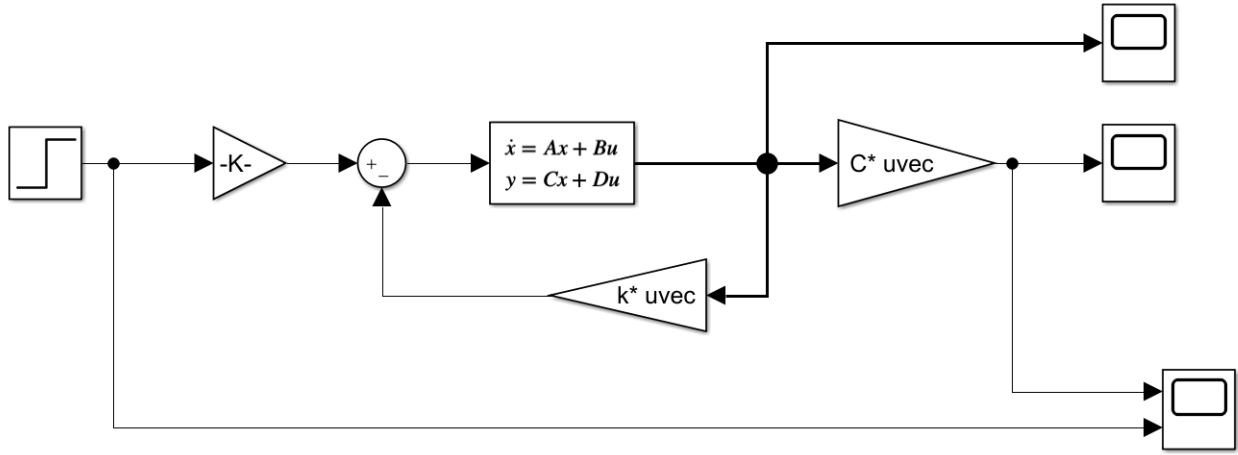 -K-
+
−
ẋ = Ax + Bu
y = Cx + Du
C* uvec
k* uvec